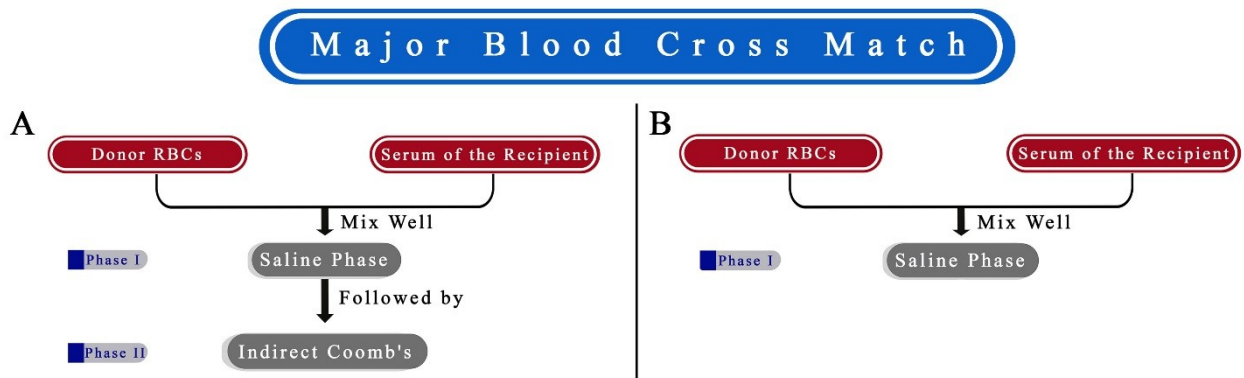 Major Blood Cross Match
A
Donor RBCs
Serum of the Recipient
Mix Well
Phase I
Saline Phase
Followed by
Phase II
Indirect Coomb's
B
Donor RBCs
Serum of the Recipient
Mix Well
Phase I
Saline Phase